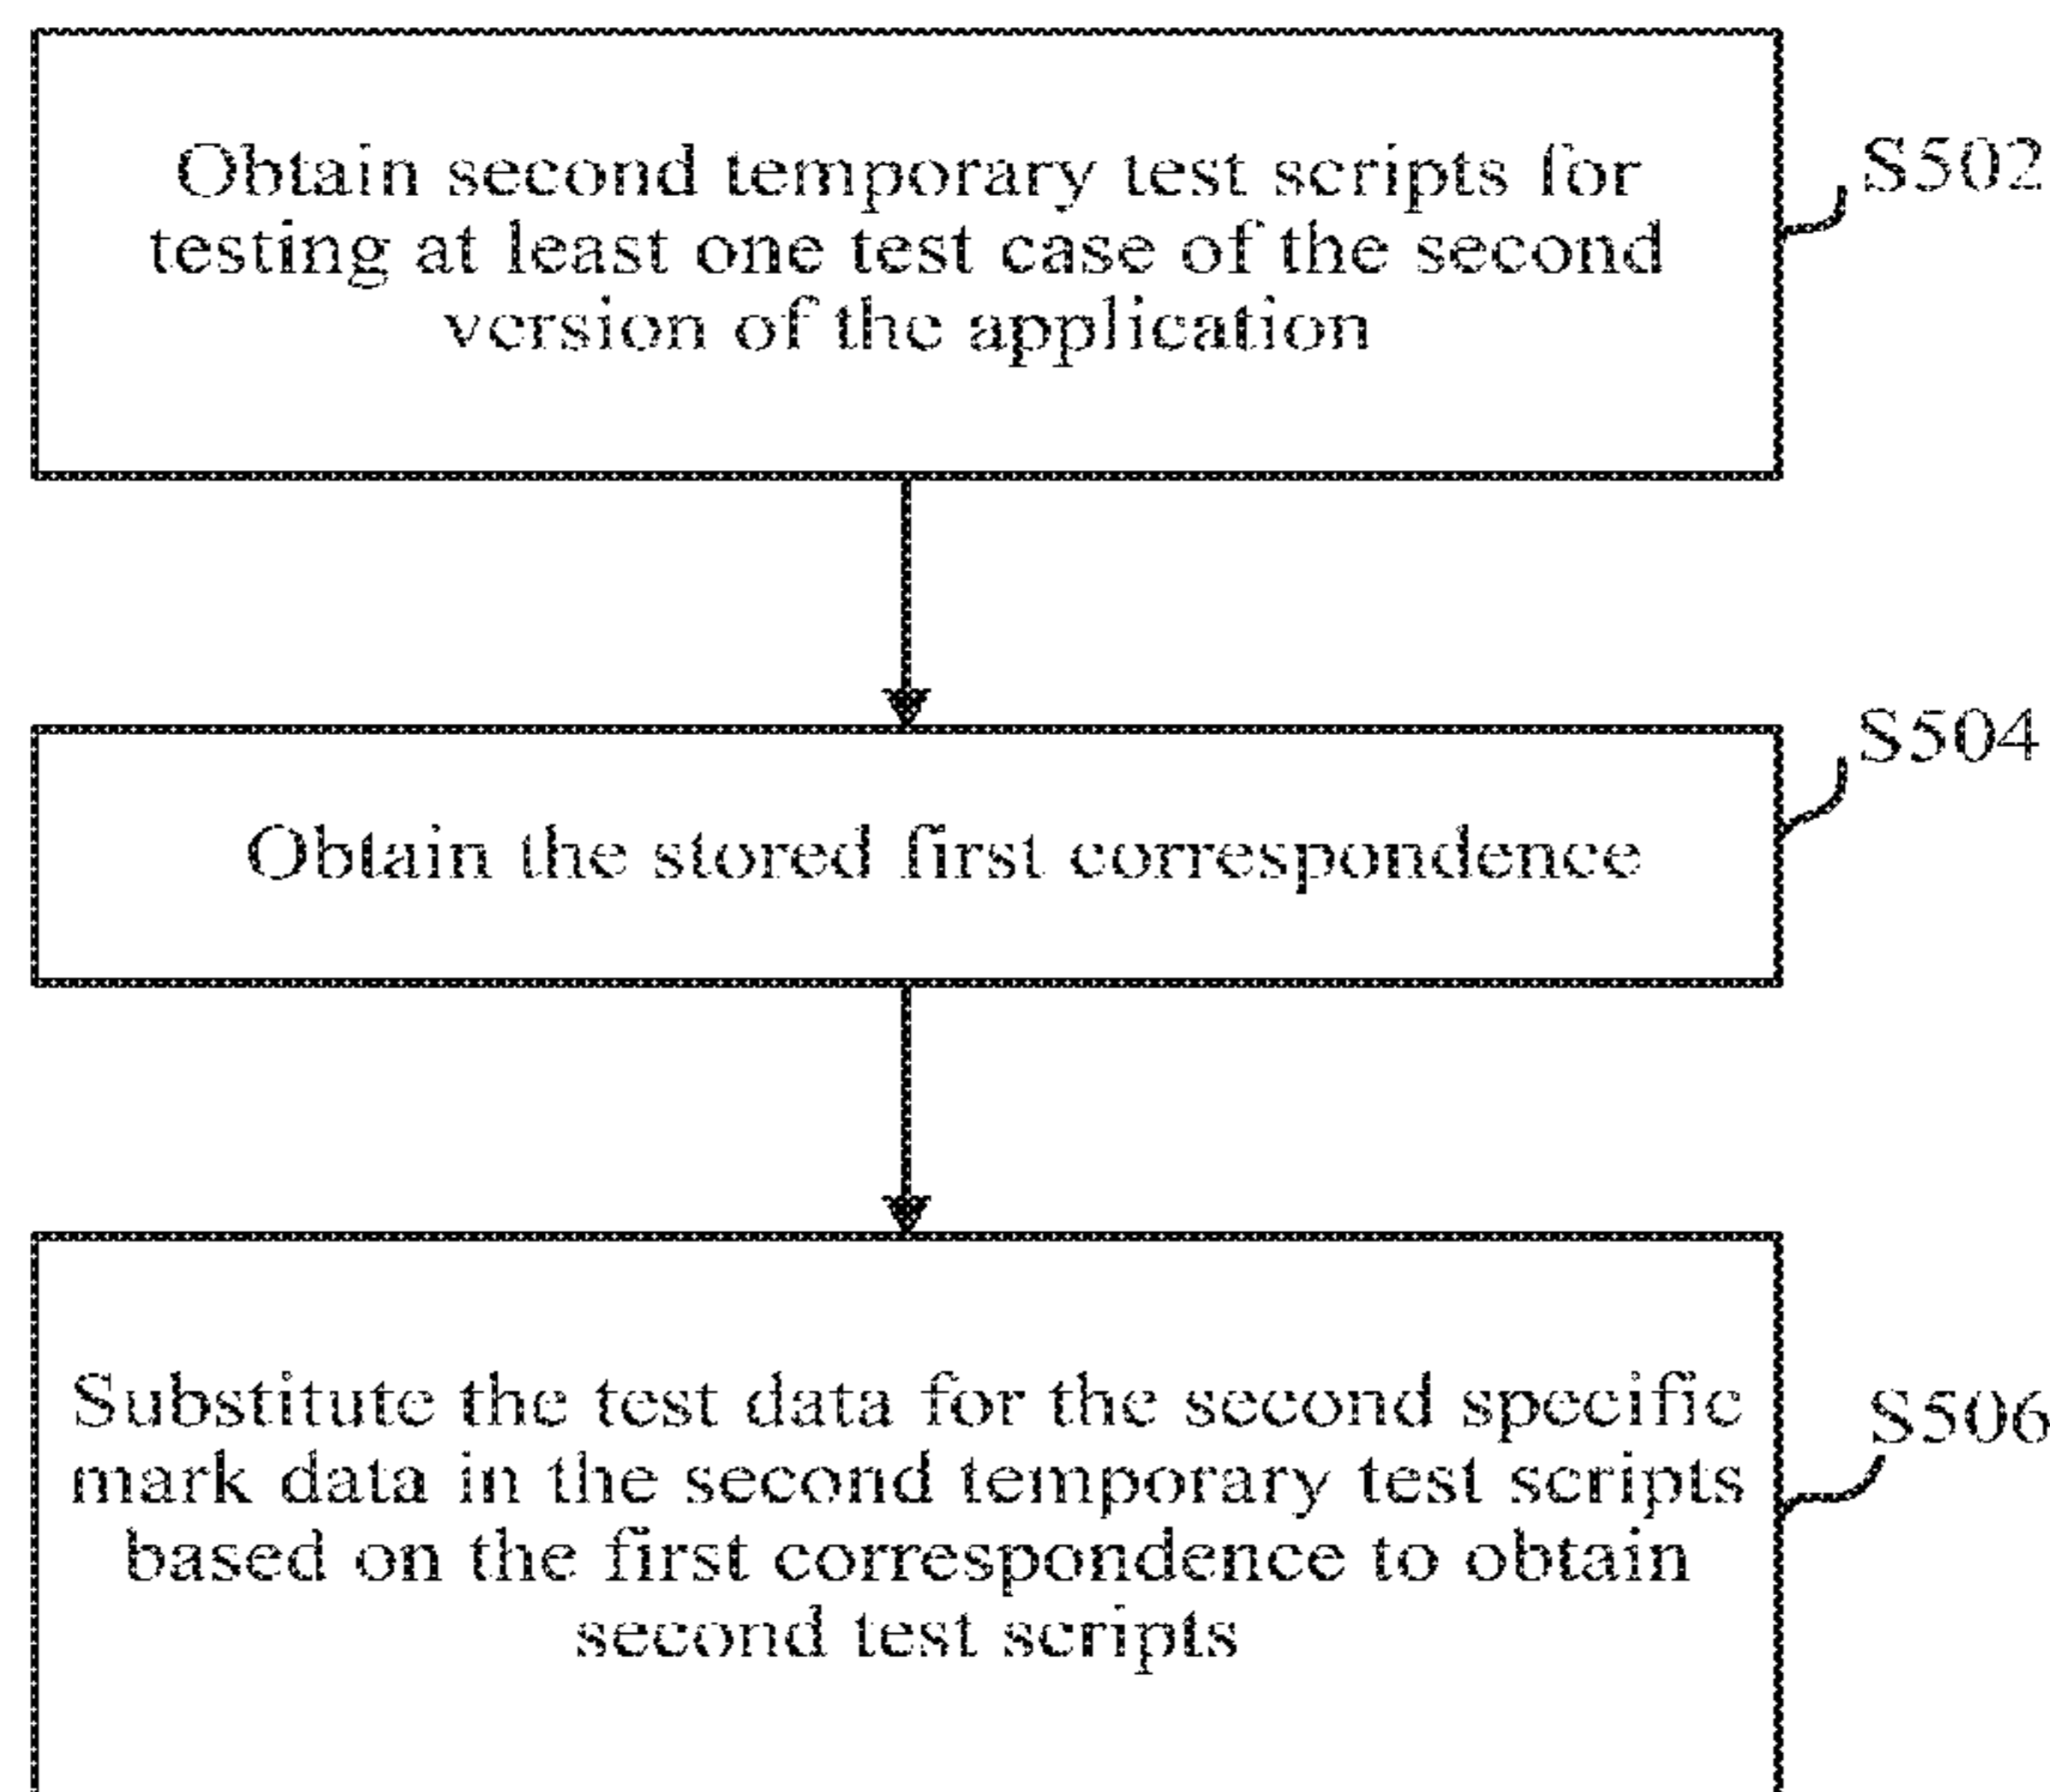 Obtain second temporary test scripts for
testing at least one test case of the second
version of the application
S502
Obtain the stored first correspondence
S504
Substitute the test data for the second specific
mark data in the second temporary test scripts
based on the first correspondence to obtain
second test scripts
S506